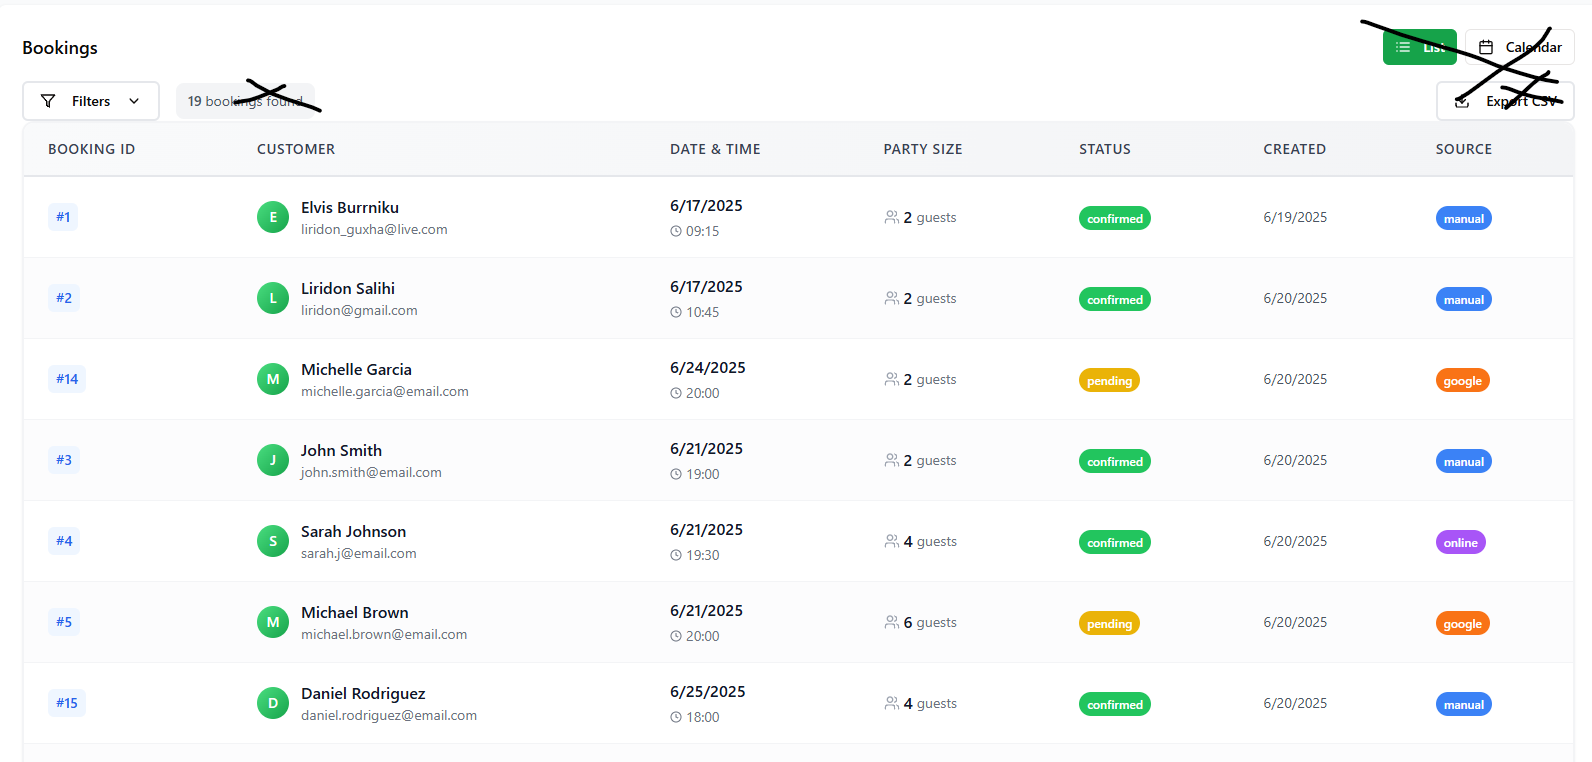 Bookings
List
Calendar
Filters
19 bookings found
Export CSV
BOOKING ID CUSTOMER DATE & TIME PARTY SIZE STATUS CREATED SOURCE
#1 E Elvis Burrniku 6/17/2025 2 guests confirmed 6/19/2025 manual
liridon_guxha@live.com 09:15
#2 L Liridon Salihi 6/17/2025 2 guests confirmed 6/20/2025 manual
liridon@gmail.com 10:45
#14 M Michelle Garcia 6/24/2025 2 guests pending 6/20/2025 google
michelle.garcia@email.com 20:00
#3 J John Smith 6/21/2025 2 guests confirmed 6/20/2025 manual
john.smith@email.com 19:00
#4 S Sarah Johnson 6/21/2025 4 guests confirmed 6/20/2025 online
sarah.j@email.com 19:30
#5 M Michael Brown 6/21/2025 6 guests pending 6/20/2025 google
michael.brown@email.com 20:00
#15 D Daniel Rodriguez 6/25/2025 4 guests confirmed 6/20/2025 manual
daniel.rodriguez@email.com 18:00